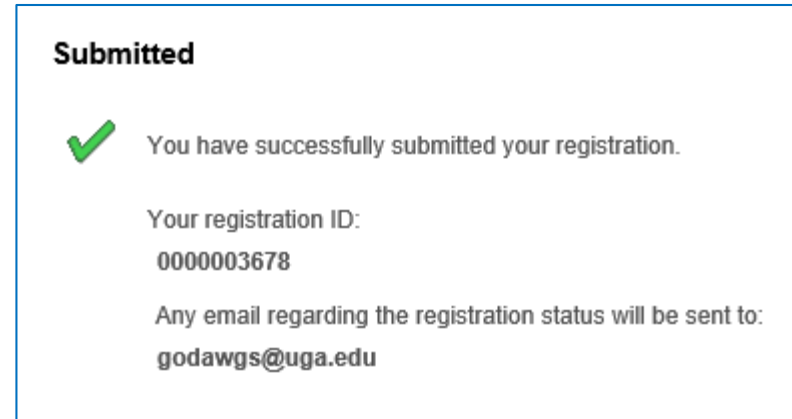 Submitted
You have successfully submitted your registration.
Your registration ID:
0000003678
Any email regarding the registration status will be sent to:
godawgs@uga.edu